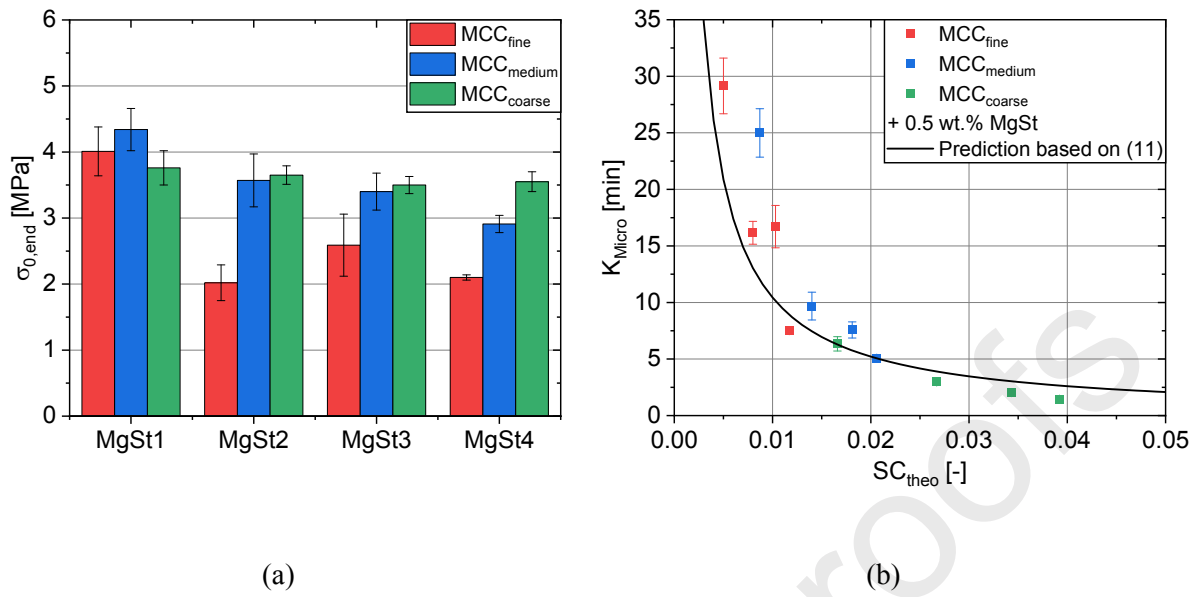 6
5
4
3
2
1
0
σ0,end [MPa]
MgSt1 MgSt2 MgSt3 MgSt4
MCCfine
MCCmedium
MCCcoarse
(a)
35
30
25
20
15
10
5
0
KMicro [min]
0.00 0.01 0.02 0.03 0.04 0.05
SCtheo [-]
MCCfine
MCCmedium
MCCcoarse
+ 0.5 wt.% MgSt
Prediction based on (11)
(b)
roofs